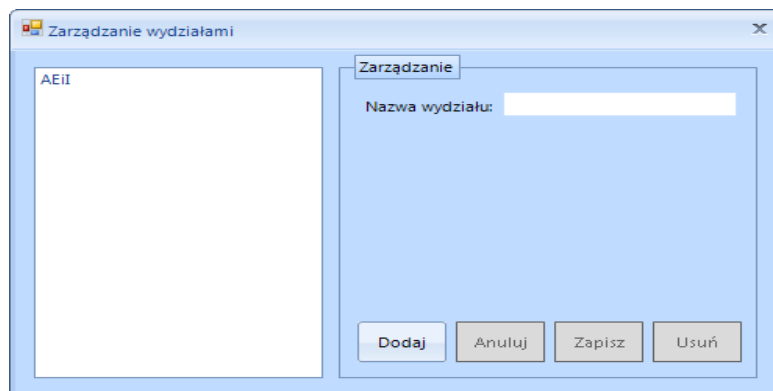 Zarządzanie wydziałami
AEiI
Zarządzanie
Nazwa wydziału:
Dodaj Anuluj Zapisz Usuń